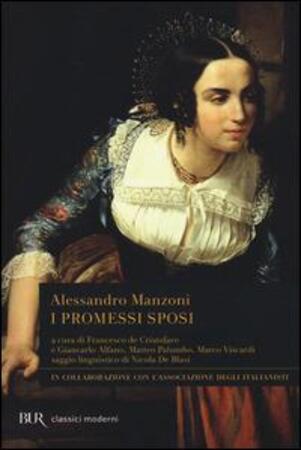 Alessandro Manzoni
I PROMESSI SPOSI
a cura di Francesco de Cristofaro
e Giancarlo Alfano, Matteo Palumbo, Marco Viscardi
saggio linguistico di Nicola De Blasi
IN COLLABORAZIONE CON L'ASSOCIAZIONE DEGLI ITALIANISTI
BUR classici moderni